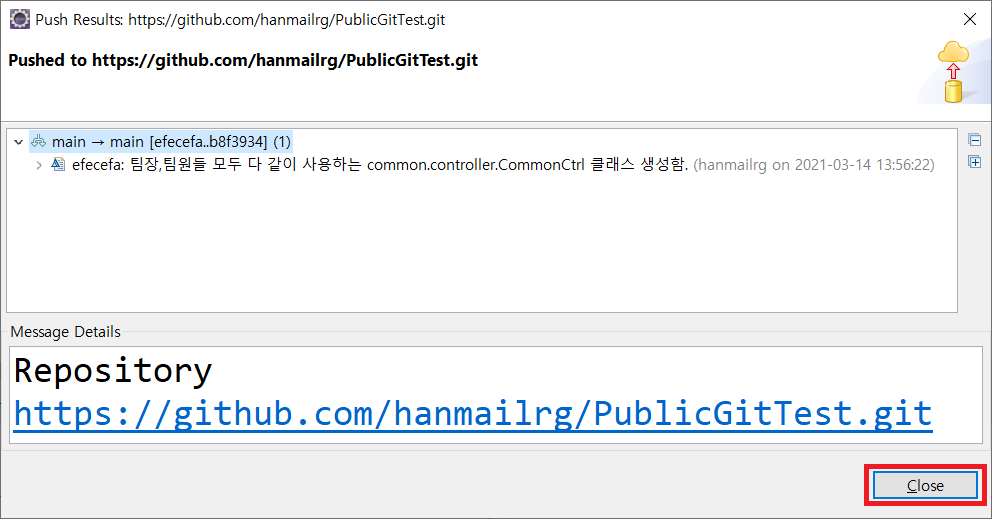 Push Results: https://github.com/hanmailrg/PublicGitTest.git
Pushed to https://github.com/hanmailrg/PublicGitTest.git
main → main [efecefa..b8f3934] (1)
efecefa: 팀장,팀원들 모두 다 같이 사용하는 common.controller.CommonCtrl 클래스 생성함. (hanmailrg on 2021-03-14 13:56:22)
Message Details
Repository
https://github.com/hanmailrg/PublicGitTest.git
Close